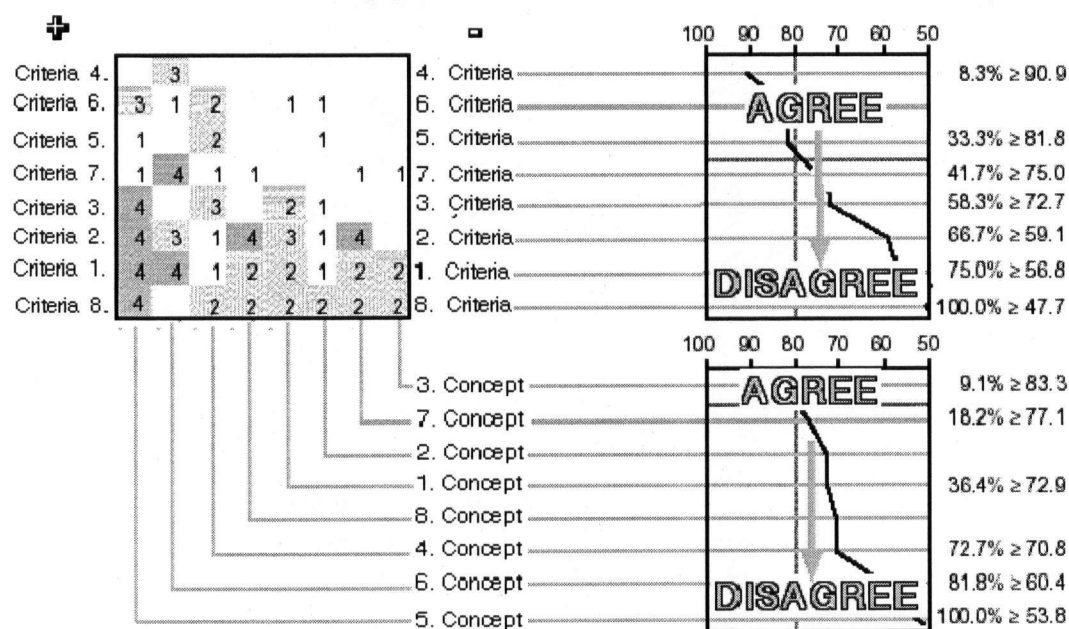 + -
100 90 80 70 60 50
Criteria 4. 3 4. Criteria 8.3% ≥ 90.9
Criteria 6. 3 1 2 1 1 6. Criteria AGREE
Criteria 5. 1 2 1 5. Criteria 33.3% ≥ 81.8
Criteria 7. 1 4 1 1 1 1 7. Criteria 41.7% ≥ 75.0
Criteria 3. 4 3 2 1 3. Criteria 58.3% ≥ 72.7
Criteria 2. 4 3 1 4 3 1 4 2. Criteria 66.7% ≥ 59.1
Criteria 1. 4 4 1 2 2 1 2 2 1. Criteria DISAGREE 75.0% ≥ 56.8
Criteria 8. 4 2 2 2 2 2 2 8. Criteria 100.0% ≥ 47.7
100 90 80 70 60 50
3. Concept AGREE 9.1% ≥ 83.3
7. Concept 18.2% ≥ 77.1
2. Concept
1. Concept 36.4% ≥ 72.9
8. Concept
4. Concept 72.7% ≥ 70.8
6. Concept 81.8% ≥ 60.4
5. Concept DISAGREE 100.0% ≥ 53.8